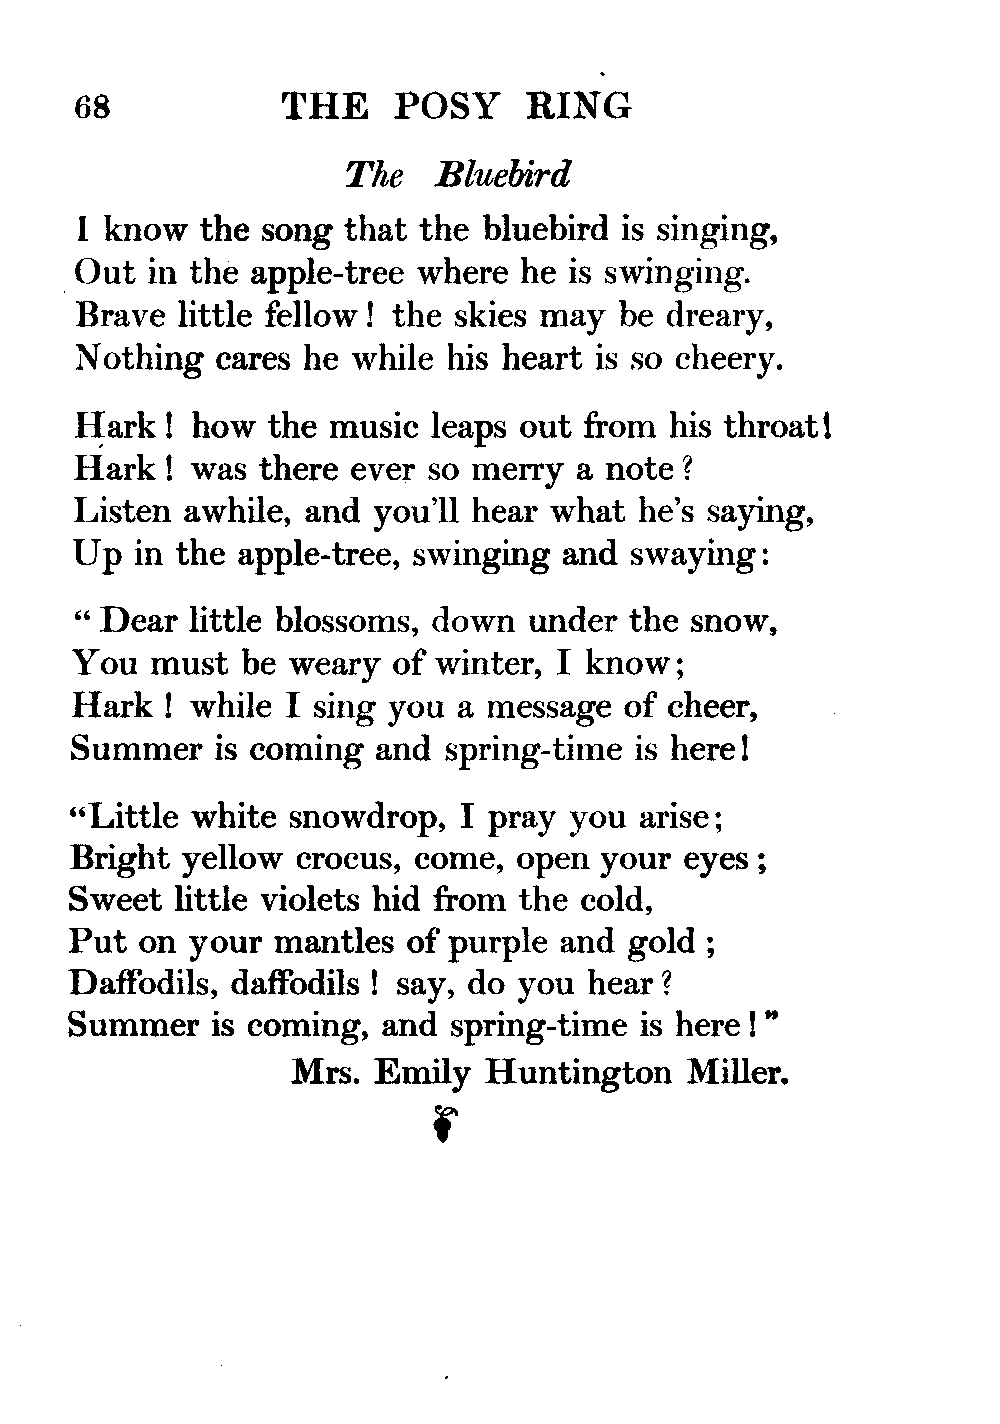 68 THE POSY RING
The Bluebird
I know the song that the bluebird is singing,
Out in the apple-tree where he is swinging.
Brave little fellow! the skies may be dreary,
Nothing cares he while his heart is so cheery.
Hark! how the music leaps out from his throat!
Hark! was there ever so merry a note?
Listen awhile, and you'll hear what he's saying,
Up in the apple-tree, swinging and swaying:
"Dear little blossoms, down under the snow,
You must be weary of winter, I know;
Hark! while I sing you a message of cheer,
Summer is coming and spring-time is here!
"Little white snowdrop, I pray you arise;
Bright yellow crocus, come, open your eyes;
Sweet little violets hid from the cold,
Put on your mantles of purple and gold;
Daffodils, daffodils! say, do you hear?
Summer is coming, and spring-time is here!"
Mrs. Emily Huntington Miller.